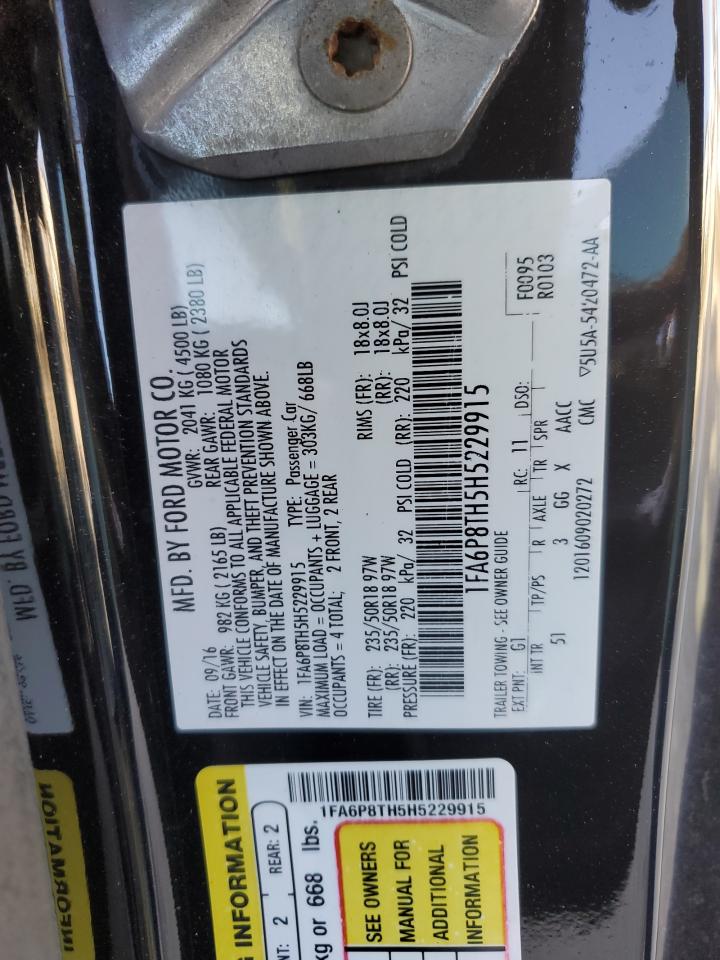 MFD. BY FORD MOTOR CO.
DATE: 09/16 GVWR: 2041 KG ( 4500 LB)
FRONT GAWR: 982 KG ( 2165 LB) REAR GAWR: 1080 KG ( 2380 LB)
THIS VEHICLE CONFORMS TO ALL APPLICABLE FEDERAL MOTOR
VEHICLE SAFETY, BUMPER, AND THEFT PREVENTION STANDARDS
IN EFFECT ON THE DATE OF MANUFACTURE SHOWN ABOVE.
VIN: 1FA6P8TH5H5229915 TYPE: Passenger Car
MAXIMUM LOAD = OCCUPANTS + LUGGAGE = 303KG/ 668LB
OCCUPANTS = 4 TOTAL: 2 FRONT, 2 REAR
TIRE (FR): 235/50R18 97W RIMS (FR): 18x8.0J
(RR): 235/50R18 97W (RR): 18x8.0J
PRESSURE (FR): 220 kPa/ 32 PSI COLD (RR): 220 kPa/ 32 PSI COLD
1FA6P8TH5H5229915
TRAILER TOWING - SEE OWNER GUIDE
EXT PNT: G1 RC: 11 DSO: F0095
R0103
INT TR TP/PS R AXLE TR SPR
51 3 GG X AACC
1201609020272 CMC ▽5U5A-5420472-AA
G INFORMATION
NT: 2 REAR: 2
kg or 668 lbs.
1FA6P8TH5H5229915
SEE OWNERS
MANUAL FOR
ADDITIONAL
INFORMATION
INFORMATION